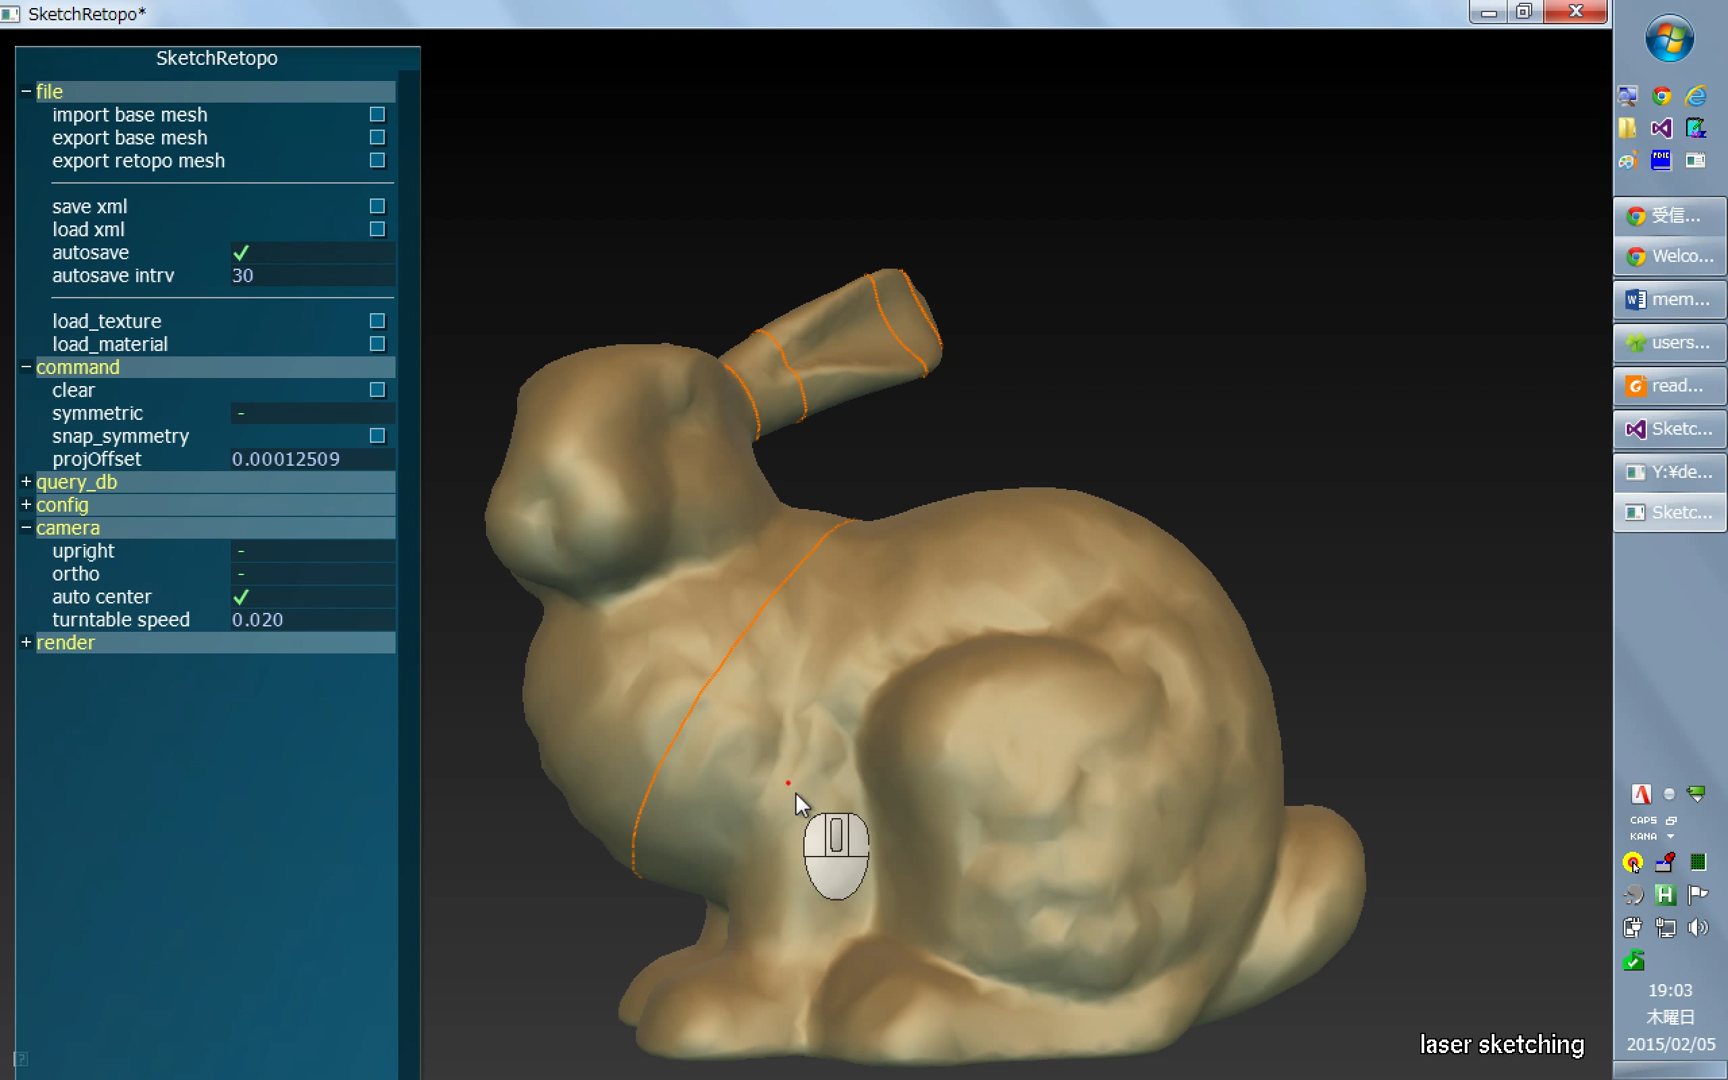 SketchRetopo*
SketchRetopo
− file
import base mesh
export base mesh
export retopo mesh
save xml
load xml
autosave
autosave intrv 30
load_texture
load_material
− command
clear
symmetric -
snap_symmetry
projOffset 0.00012509
+ query_db
+ config
− camera
upright -
ortho -
auto center
turntable speed 0.020
+ render
laser sketching
受信...
Welco...
mem...
users...
read...
Sketc...
Y:¥de...
Sketc...
CAPS
KANA
19:03
木曜日
2015/02/05